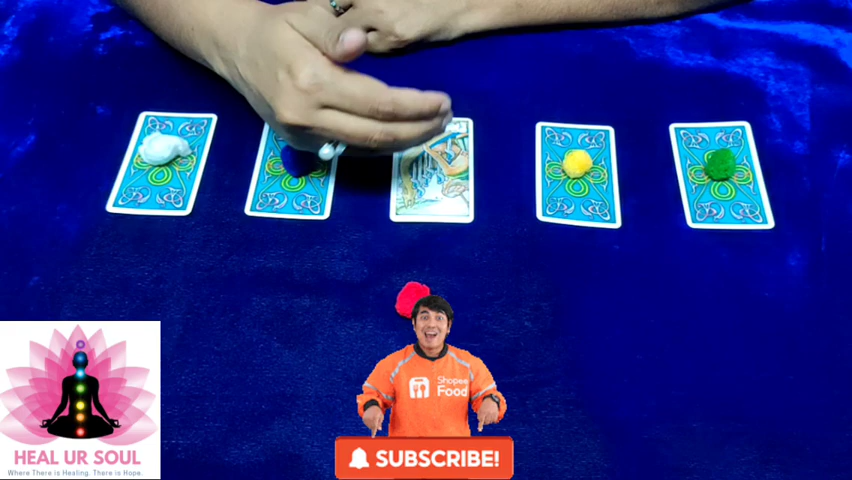 Shopee
Food
SUBSCRIBE!
HEAL UR SOUL
Where There is Healing. There is Hope.